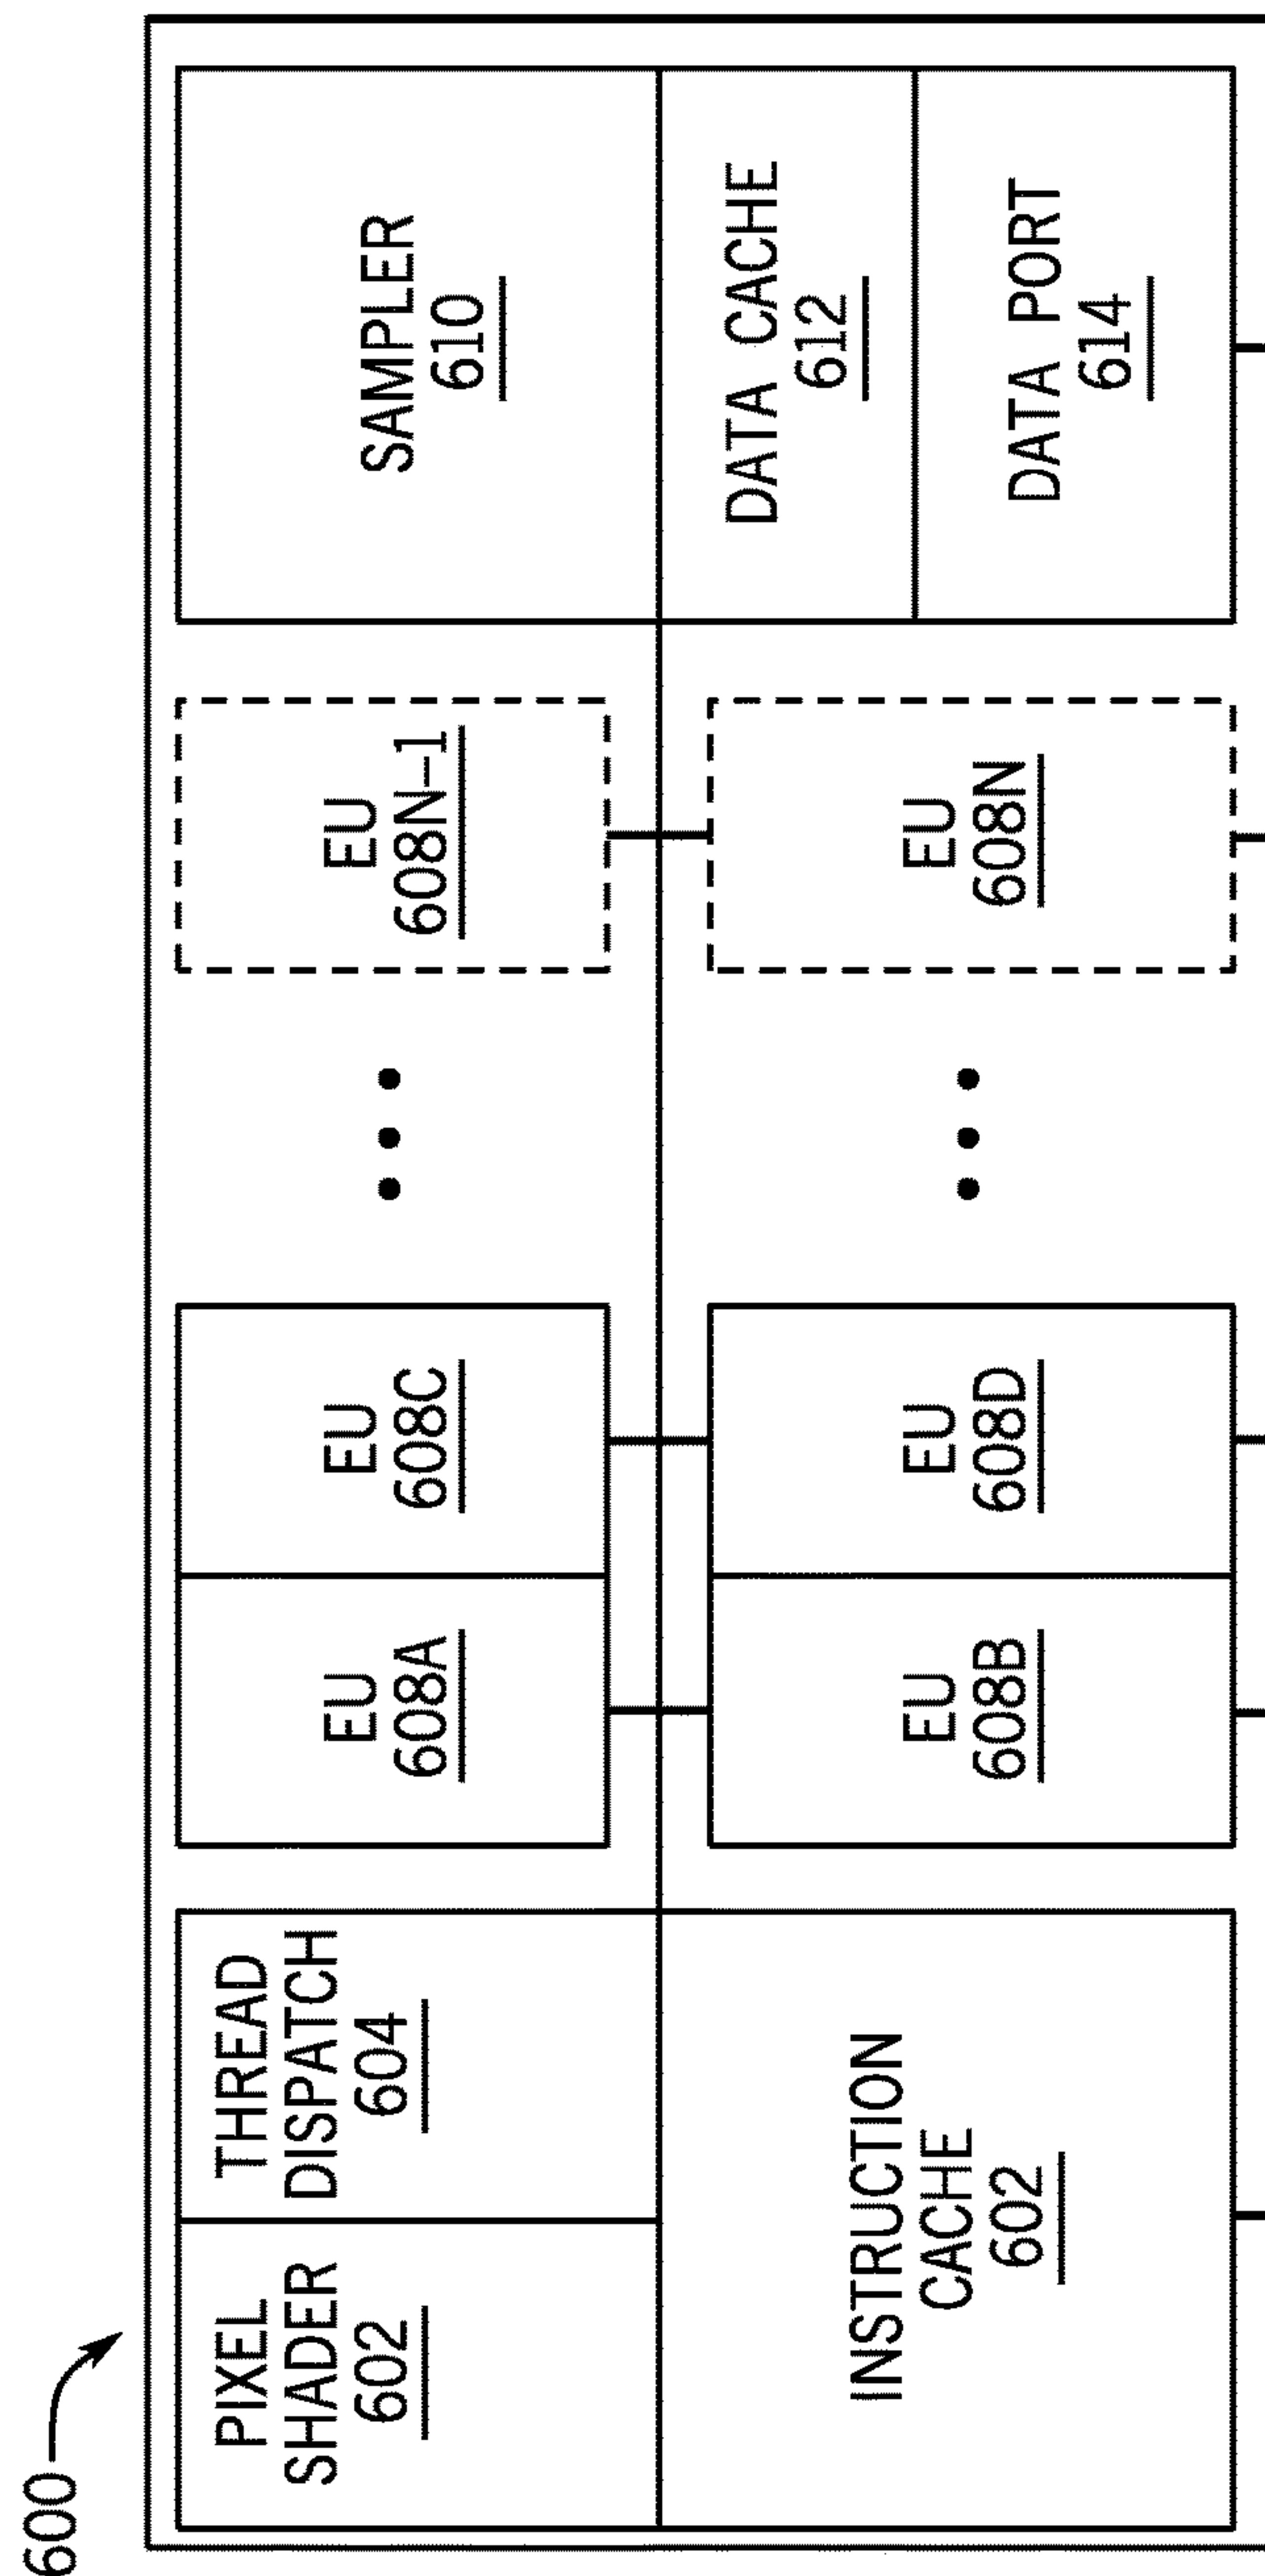 600
PIXEL
SHADER
602
THREAD
DISPATCH
604
EU
608A
EU
608C
EU
608N-1
SAMPLER
610
INSTRUCTION
CACHE
602
EU
608B
EU
608D
EU
608N
DATA CACHE
612
DATA PORT
614